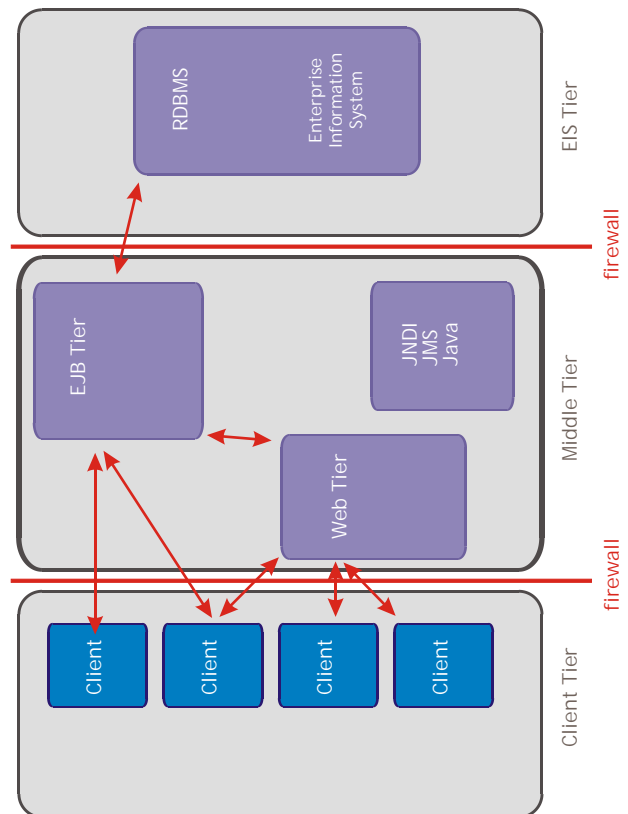 RDBMS
Enterprise
Information
System
EIS Tier
firewall
EJB Tier
JNDI
JMS
Java
Middle Tier
Web Tier
firewall
Client
Client
Client
Client
Client Tier